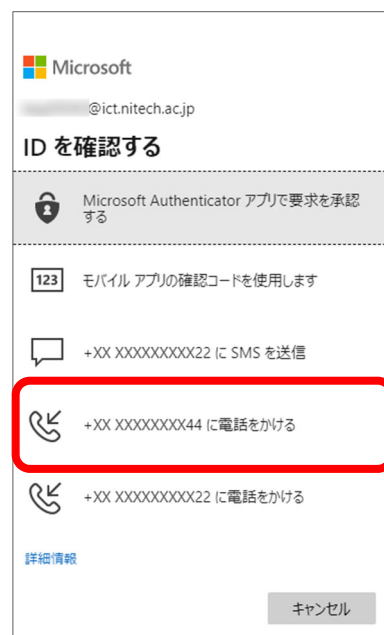 Microsoft
@ict.nitech.ac.jp
ID を確認する
Microsoft Authenticator アプリで要求を承認
する
123 モバイル アプリの確認コードを使用します
+XX XXXXXXXXX22 に SMS を送信
+XX XXXXXXXX44 に電話をかける
+XX XXXXXXXXX22 に電話をかける
詳細情報
キャンセル